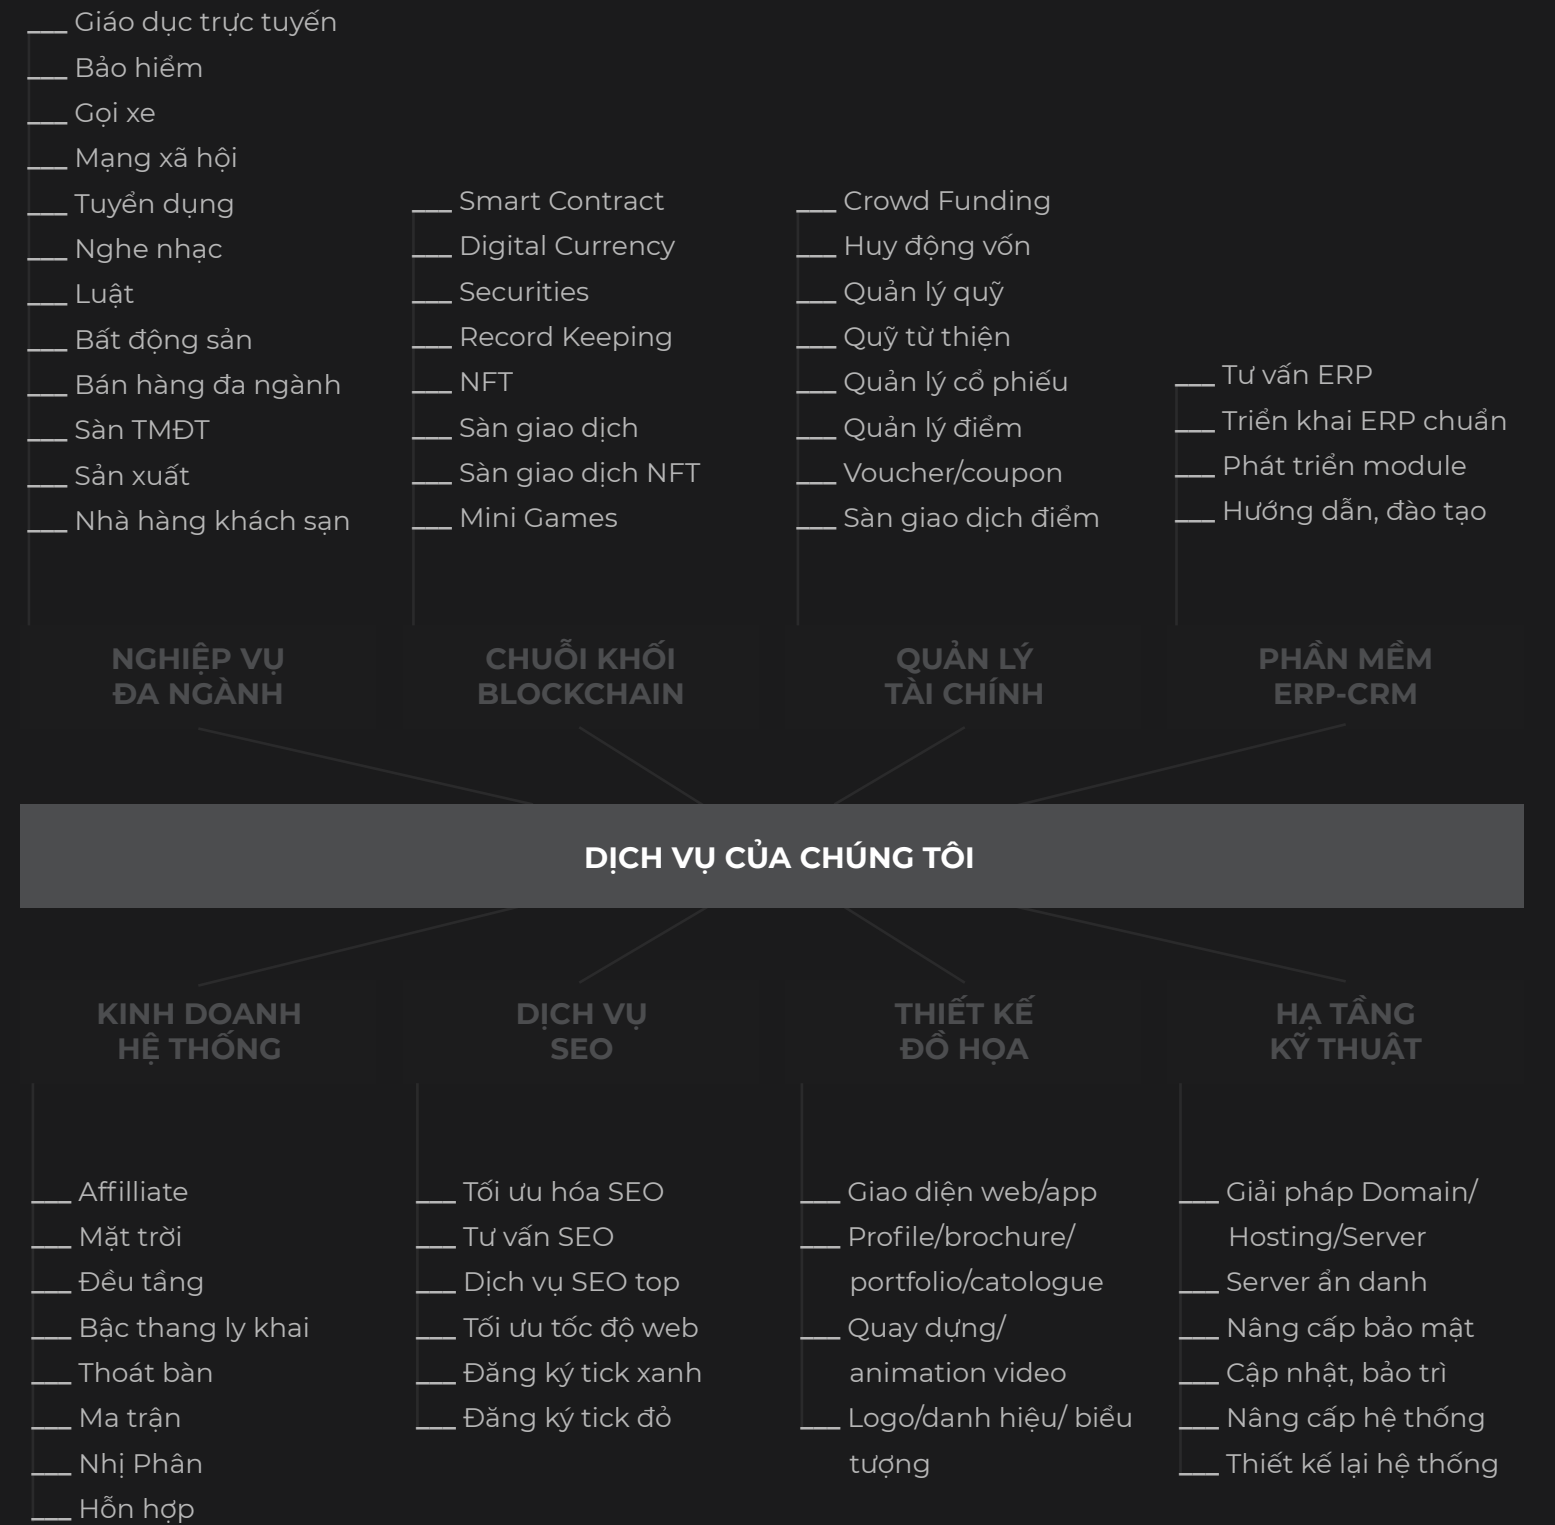 Giáo dục trực tuyến
Bảo hiểm
Gọi xe
Mạng xã hội
Tuyển dụng
Nghe nhạc
Luật
Bất động sản
Bán hàng đa ngành
Sàn TMĐT
Sản xuất
Nhà hàng khách sạn
Smart Contract
Digital Currency
Securities
Record Keeping
NFT
Sàn giao dịch
Sàn giao dịch NFT
Mini Games
Crowd Funding
Huy động vốn
Quản lý quỹ
Quỹ từ thiện
Quản lý cổ phiếu
Quản lý điểm
Voucher/coupon
Sàn giao dịch điểm
Tư vấn ERP
Triển khai ERP chuẩn
Phát triển module
Hướng dẫn, đào tạo
NGHIỆP VỤ
ĐA NGÀNH
CHUỖI KHỐI
BLOCKCHAIN
QUẢN LÝ
TÀI CHÍNH
PHẦN MỀM
ERP-CRM
DỊCH VỤ CỦA CHÚNG TÔI
KINH DOANH
HỆ THỐNG
DỊCH VỤ
SEO
THIẾT KẾ
ĐỒ HỌA
HẠ TẦNG
KỸ THUẬT
Affilliate
Mặt trời
Đều tầng
Bậc thang ly khai
Thoát bàn
Ma trận
Nhị Phân
Hỗn hợp
Tối ưu hóa SEO
Tư vấn SEO
Dịch vụ SEO top
Tối ưu tốc độ web
Đăng ký tick xanh
Đăng ký tick đỏ
Giao diện web/app
Profile/brochure/
portfolio/catologue
Quay dựng/
animation video
Logo/danh hiệu/ biểu
tượng
Giải pháp Domain/
Hosting/Server
Server ẩn danh
Nâng cấp bảo mật
Cập nhật, bảo trì
Nâng cấp hệ thống
Thiết kế lại hệ thống